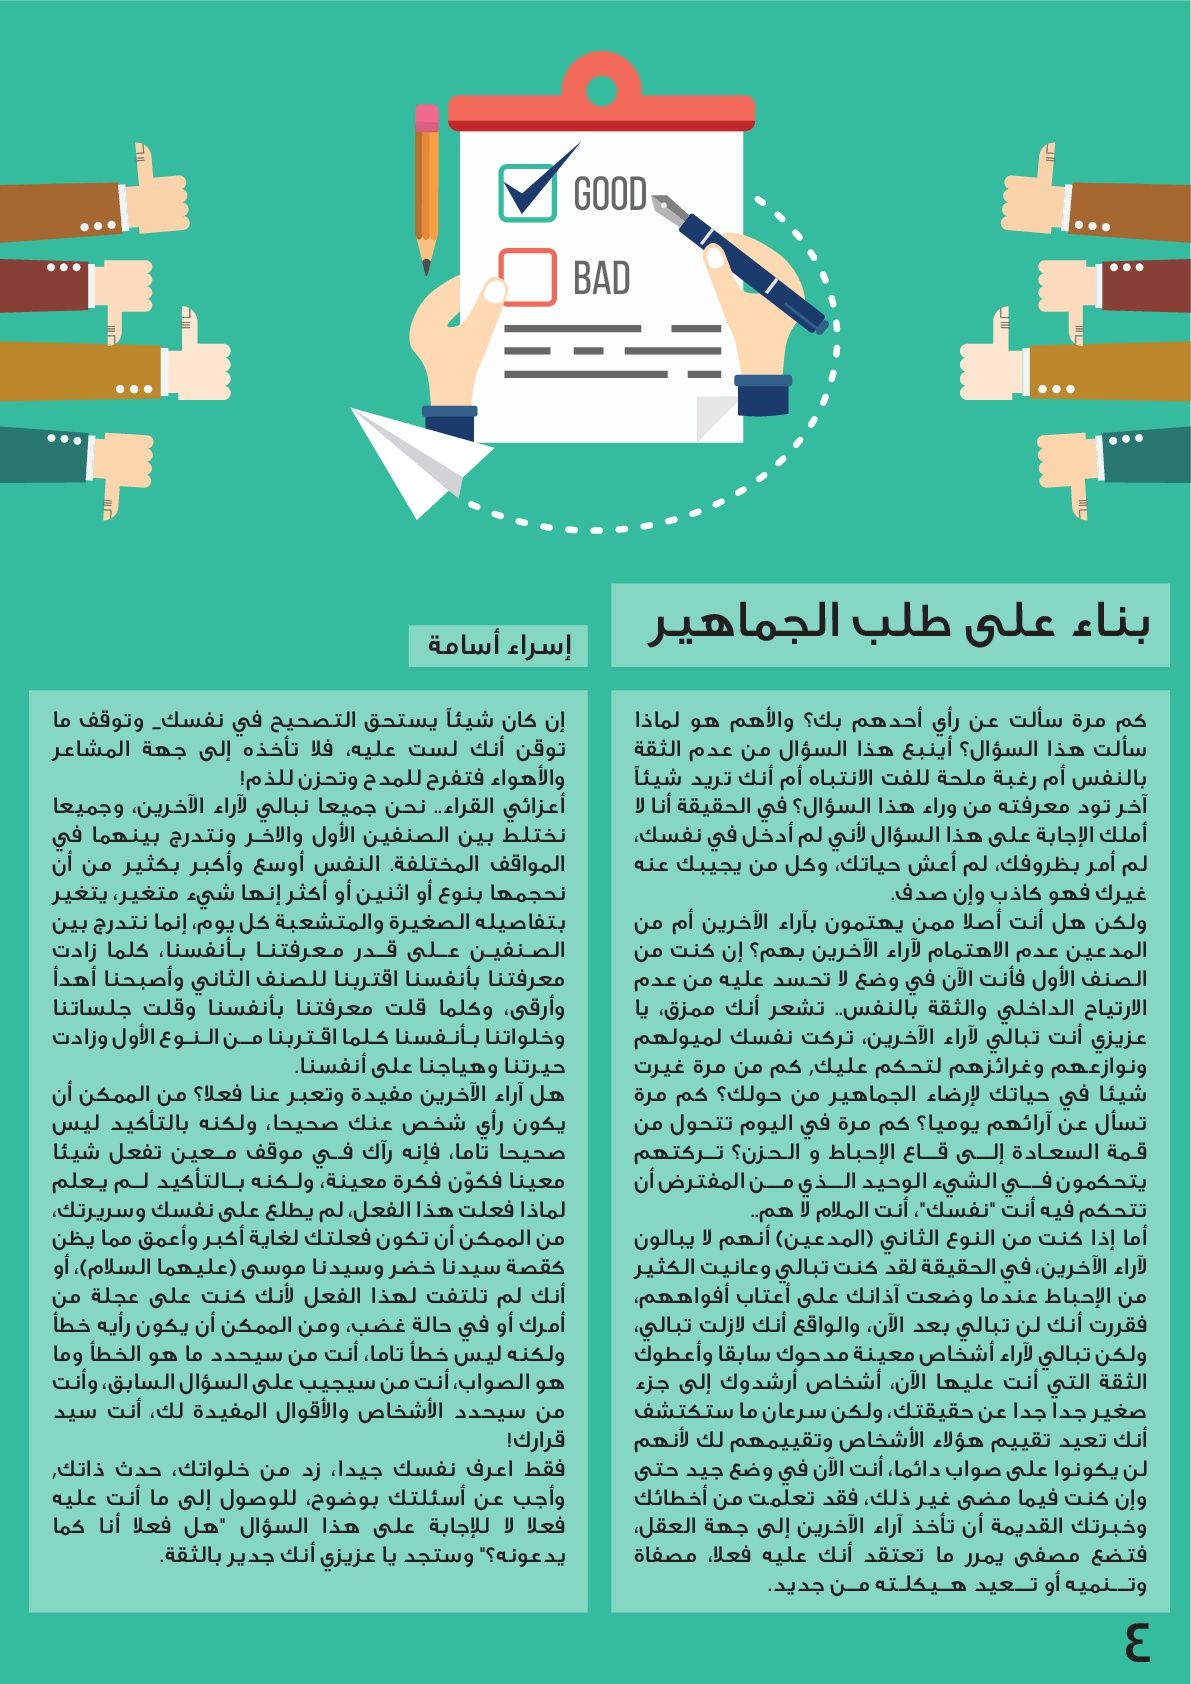 GOOD
BAD
بناء على طلب الجماهير
إسراء أسامة
كم مرة سألت عن رأي أحدهم بك؟ والأهم هو لماذا
سألت هذا السؤال؟ أينبع هذا السؤال من عدم الثقة
بالنفس أم رغبة ملحة للفت الانتباه أم أنك تريد شيئاً
آخر تود معرفته من وراء هذا السؤال؟ في الحقيقة أنا لا
أملك الإجابة على هذا السؤال لأني لم أدخل في نفسك،
لم أمر بظروفك، لم أعش حياتك، وكل من يجيبك عنه
غيرك فهو كاذب وإن صدف.
ولكن هل أنت أصلا ممن يهتمون بآراء الآخرين أم من
المدعين عدم الاهتمام لآراء الآخرين بهم؟ إن كنت من
الصنف الأول فأنت الآن في وضع لا تحسد عليه من عدم
الارتياح الداخلي والثقة بالنفس.. تشعر أنك ممزق، يا
عزيزي أنت تبالي لآراء الآخرين، تركت نفسك لميولهم
ونوازعهم وغرائزهم لتحكم عليك, كم من مرة غيرت
شيئا في حياتك لإرضاء الجماهير من حولك؟ كم مرة
تسأل عن آرائهم يوميا؟ كم مرة في اليوم تتحول من
قمة السعادة إلى قاع الإحباط و الحزن؟ تركتهم
يتحكمون في الشيء الوحيد الذي من المفترض أن
تتحكم فيه أنت "نفسك"، أنت الملام لا هم..
أما إذا كنت من النوع الثاني (المدعين) أنهم لا يبالون
لآراء الآخرين، في الحقيقة لقد كنت تبالي وعانيت الكثير
من الإحباط عندما وضعت آذانك على أعتاب أفواههم،
فقررت أنك لن تبالي بعد الآن، والواقع أنك لازلت تبالي،
ولكن تبالي لآراء أشخاص معينة مدحوك سابقا وأعطوك
الثقة التي أنت عليها الآن، أشخاص أرشدوك إلى جزء
صغير جدا جدا عن حقيقتك، ولكن سرعان ما ستكتشف
أنك تعيد تقييم هؤلاء الأشخاص وتقييمهم لك لأنهم
لن يكونوا على صواب دائما، أنت الآن في وضع جيد حتى
وإن كنت فيما مضى غير ذلك، فقد تعلمت من أخطائك
وخبرتك القديمة أن تأخذ آراء الآخرين إلى جهة العقل،
فتضع مصفى يمرر ما تعتقد أنك عليه فعلا، مصفاة
وتنميه أو تعيد هيكلته من جديد.
إن كان شيئاً يستحق التصحيح في نفسك_ وتوقف ما
توقن أنك لست عليه، فلا تأخذه إلى جهة المشاعر
والأهواء فتفرح للمدح وتحزن للذم!
أعزائي القراء.. نحن جميعا نبالي لآراء الآخرين، وجميعا
نختلط بين الصنفين الأول والاخر ونتدرج بينهما في
المواقف المختلفة. النفس أوسع وأكبر بكثير من أن
نحجمها بنوع أو اثنين أو أكثر إنها شيء متغير، يتغير
بتفاصيله الصغيرة والمتشعبة كل يوم، إنما نتدرج بين
الصنفين على قدر معرفتنا بأنفسنا، كلما زادت
معرفتنا بأنفسنا اقتربنا للصنف الثاني وأصبحنا أهدأ
وأرقى، وكلما قلت معرفتنا بأنفسنا وقلت جلساتنا
وخلواتنا بأنفسنا كلما اقتربنا من النوع الأول وزادت
حيرتنا وهياجنا على أنفسنا.
هل آراء الآخرين مفيدة وتعبر عنا فعلا؟ من الممكن أن
يكون رأي شخص عنك صحيحا، ولكنه بالتأكيد ليس
صحيحا تاما، فإنه رآك في موقف معين تفعل شيئا
معينا فكوّن فكرة معينة، ولكنه بالتأكيد لم يعلم
لماذا فعلت هذا الفعل، لم يطلع على نفسك وسريرتك،
من الممكن أن تكون فعلتك لغاية أكبر وأعمق مما يظن
كقصة سيدنا خضر وسيدنا موسى (عليهما السلام)، أو
أنك لم تلتفت لهذا الفعل لأنك كنت على عجلة من
أمرك أو في حالة غضب، ومن الممكن أن يكون رأيه خطأ
ولكنه ليس خطأ تاما، أنت من سيحدد ما هو الخطأ وما
هو الصواب، أنت من سيجيب على السؤال السابق، وأنت
من سيحدد الأشخاص والأقوال المفيدة لك، أنت سيد
قرارك!
فقط اعرف نفسك جيدا، زد من خلواتك، حدث ذاتك,
وأجب عن أسئلتك بوضوح، للوصول إلى ما أنت عليه
فعلا لا للإجابة على هذا السؤال "هل فعلا أنا كما
يدعونه؟" وستجد يا عزيزي أنك جدير بالثقة.
٤